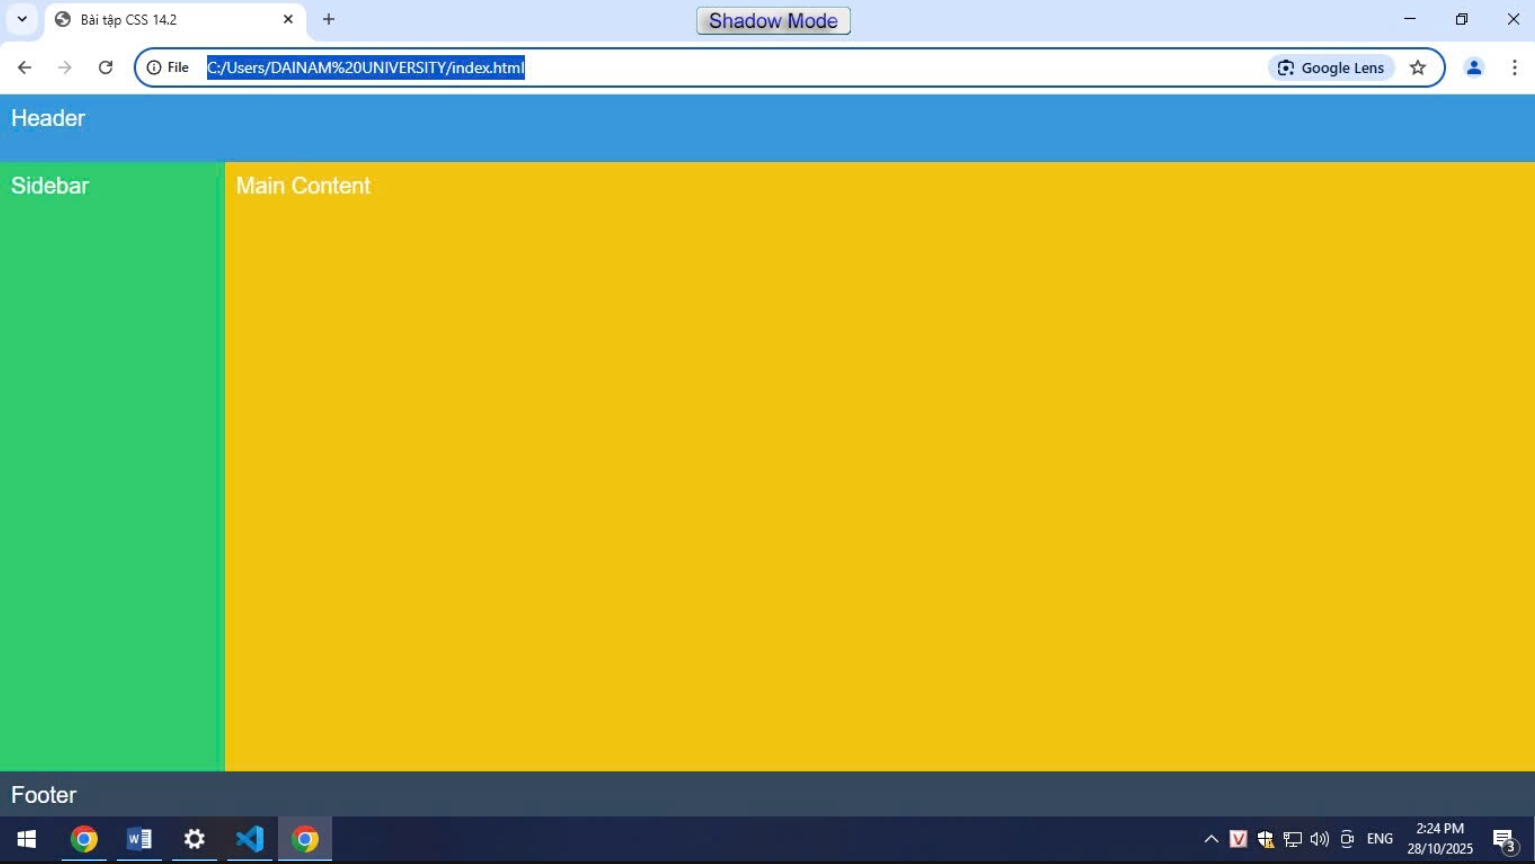 Bài tập CSS 14.2
Shadow Mode
File
C:/Users/DAINAM%20UNIVERSITY/index.html
Google Lens
Header
Sidebar
Main Content
Footer
V
ENG
2:24 PM
28/10/2025
3